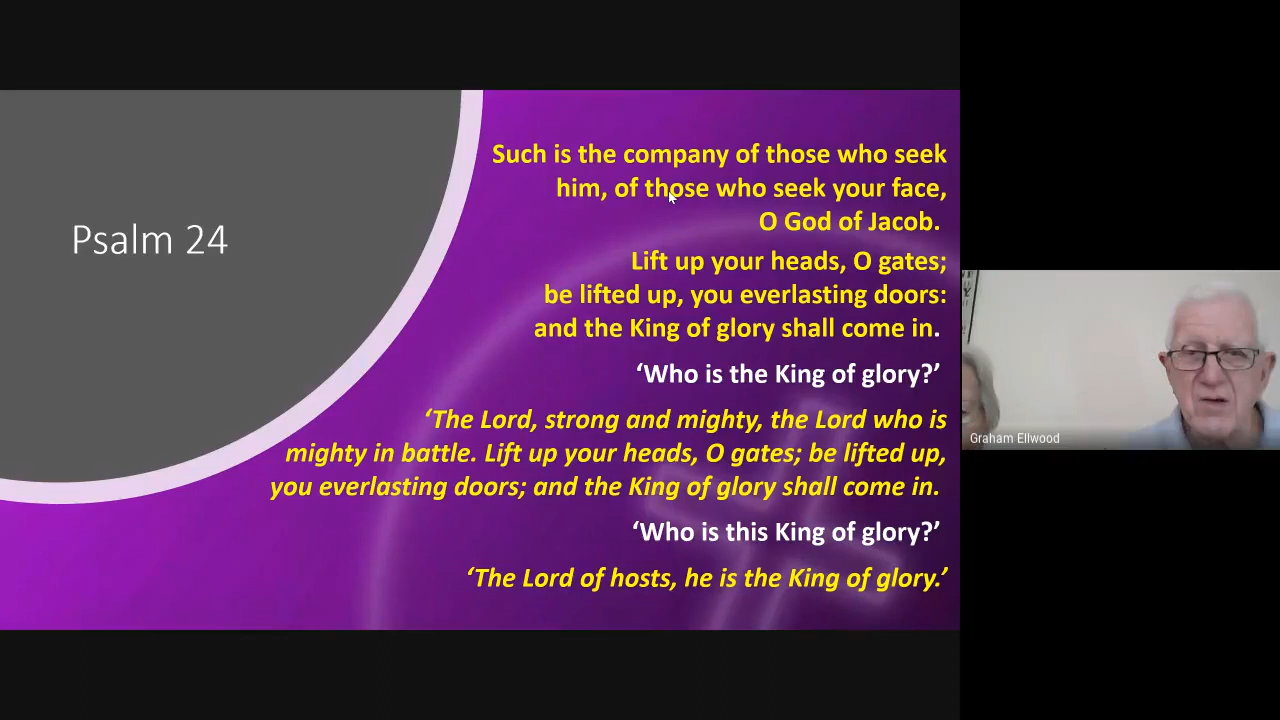 Psalm 24
Such is the company of those who seek
him, of those who seek your face,
O God of Jacob.
Lift up your heads, O gates;
be lifted up, you everlasting doors:
and the King of glory shall come in.
‘Who is the King of glory?’
‘The Lord, strong and mighty, the Lord who is
mighty in battle. Lift up your heads, O gates; be lifted up,
you everlasting doors; and the King of glory shall come in.
‘Who is this King of glory?’
‘The Lord of hosts, he is the King of glory.’
Graham Ellwood